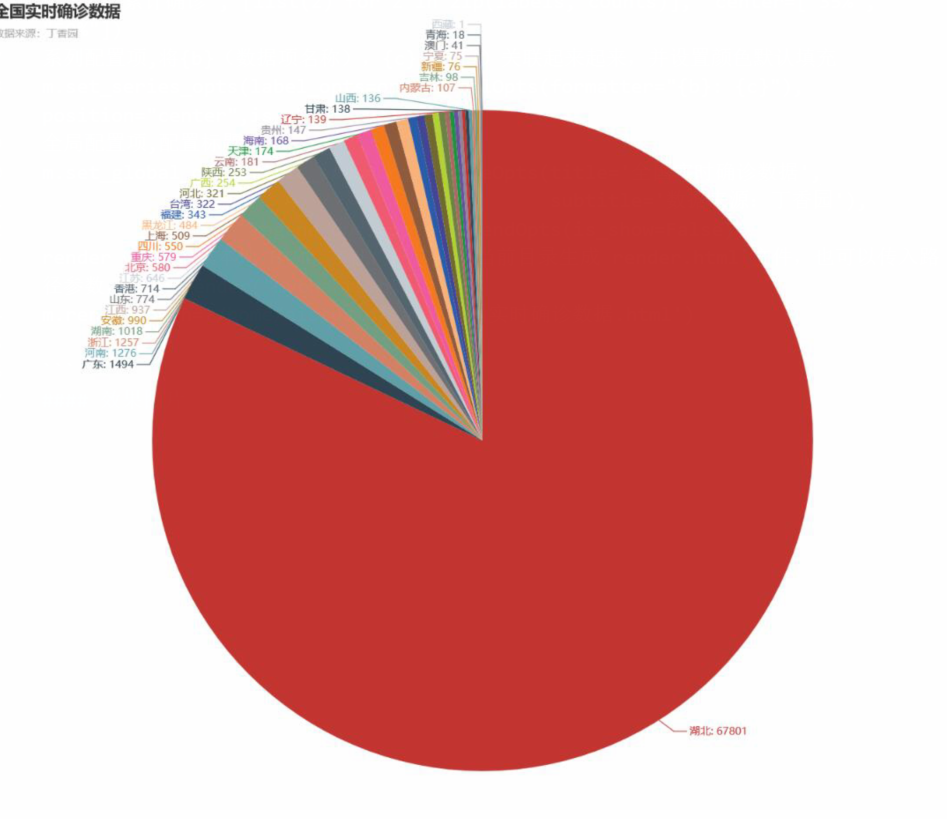 全国实时确诊数据
数据来源：丁香园
西藏: 1
青海: 18
澳门: 41
宁夏: 75
新疆: 76
吉林: 98
内蒙古: 107
山西: 136
甘肃: 138
辽宁: 139
贵州: 147
海南: 168
天津: 174
云南: 181
陕西: 253
广西: 254
河北: 321
台湾: 322
福建: 343
黑龙江: 484
上海: 509
四川: 550
重庆: 579
北京: 580
江苏: 646
香港: 714
山东: 774
江西: 937
安徽: 990
湖南: 1018
浙江: 1257
河南: 1276
广东: 1494
湖北: 67801